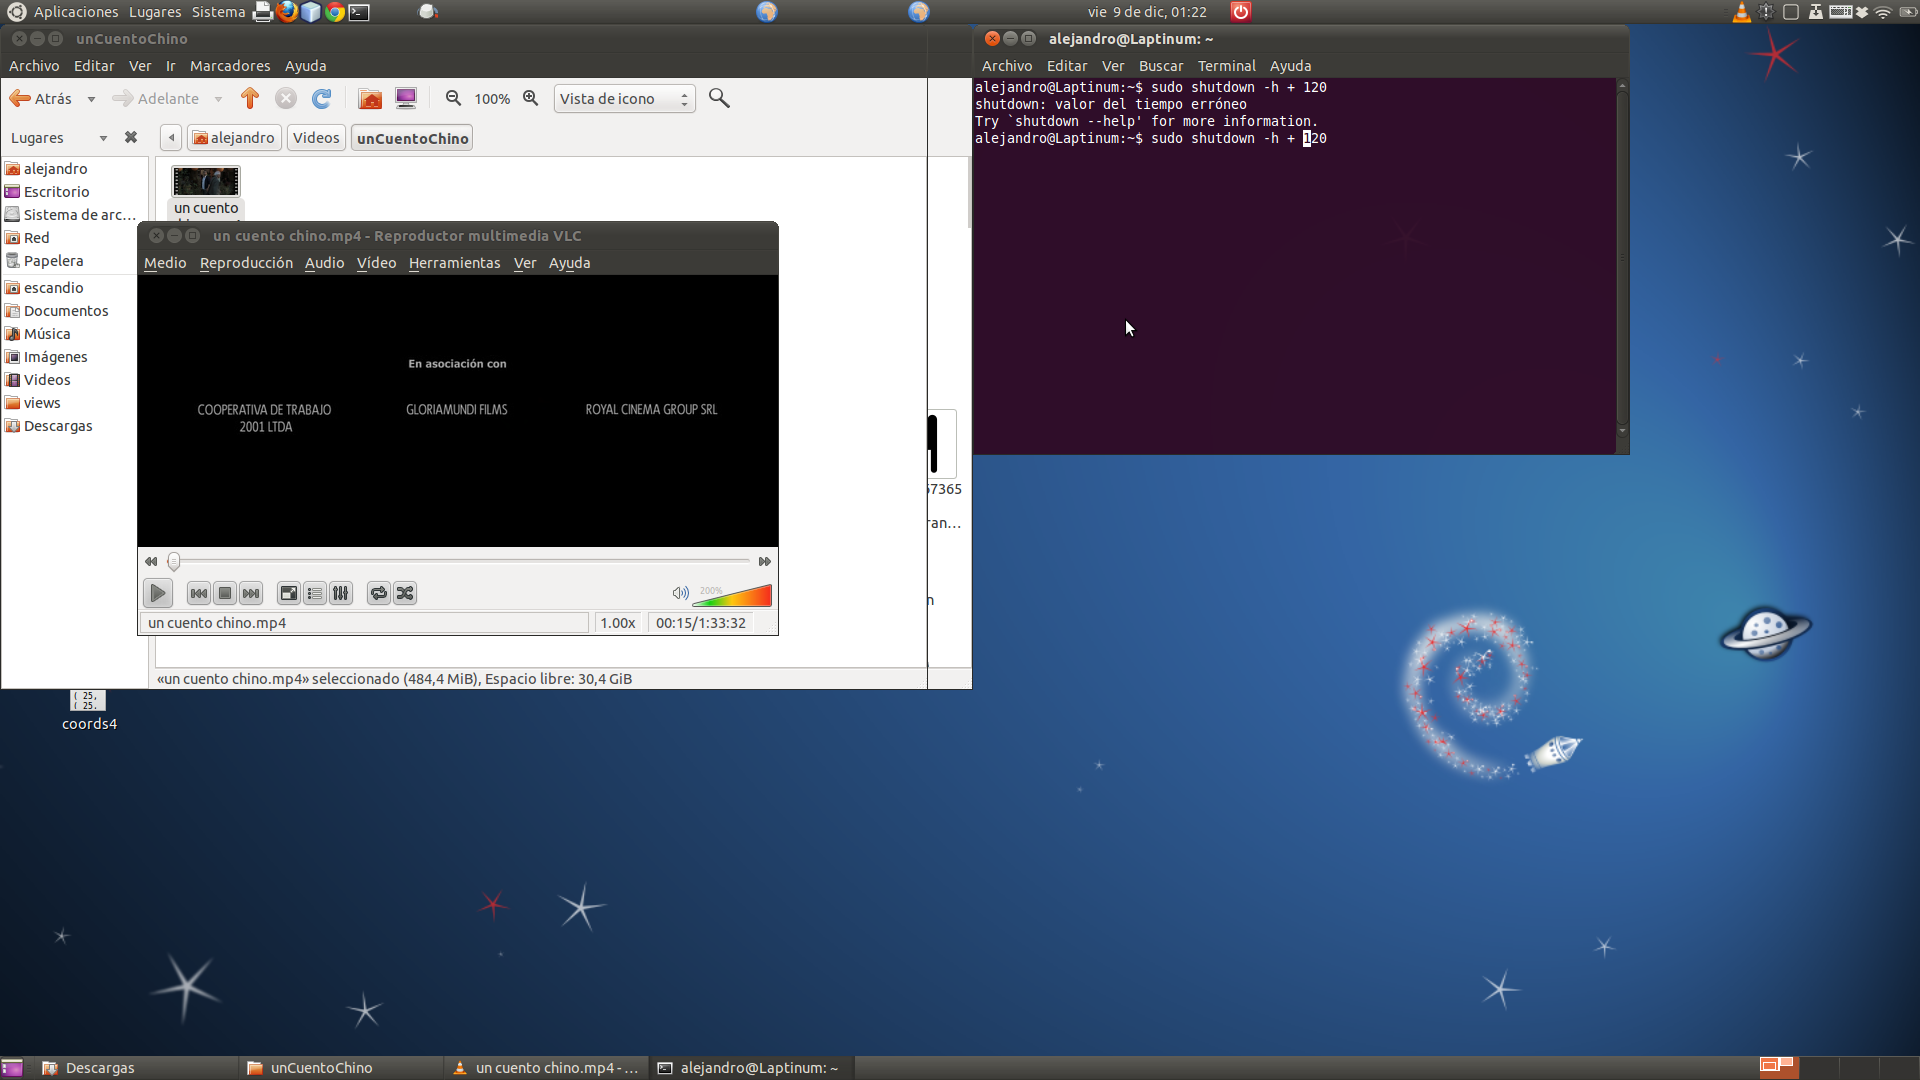 Aplicaciones Lugares Sistema
vie 9 de dic, 01:22
unCuentoChino
Archivo Editar Ver Ir Marcadores Ayuda
Atrás Adelante 100% Vista de icono
Lugares alejandro Videos unCuentoChino
alejandro
Escritorio
Sistema de arc...
Red
Papelera
escandio
Documentos
Música
Imágenes
Videos
views
Descargas
un cuento
un cuento chino.mp4 - Reproductor multimedia VLC
Medio Reproducción Audio Vídeo Herramientas Ver Ayuda
En asociación con
COOPERATIVA DE TRABAJO
2001 LTDA
GLORIAMUNDI FILMS
ROYAL CINEMA GROUP SRL
200%
un cuento chino.mp4 1.00x 00:15/1:33:32
«un cuento chino.mp4» seleccionado (484,4 MiB), Espacio libre: 30,4 GiB
57365
ran...
n
alejandro@Laptinum: ~
Archivo Editar Ver Buscar Terminal Ayuda
alejandro@Laptinum:~$ sudo shutdown -h + 120
shutdown: valor del tiempo erróneo
Try `shutdown --help' for more information.
alejandro@Laptinum:~$ sudo shutdown -h + 120
( 25,
( 25.
coords4
Descargas unCuentoChino un cuento chino.mp4 - ... alejandro@Laptinum: ~